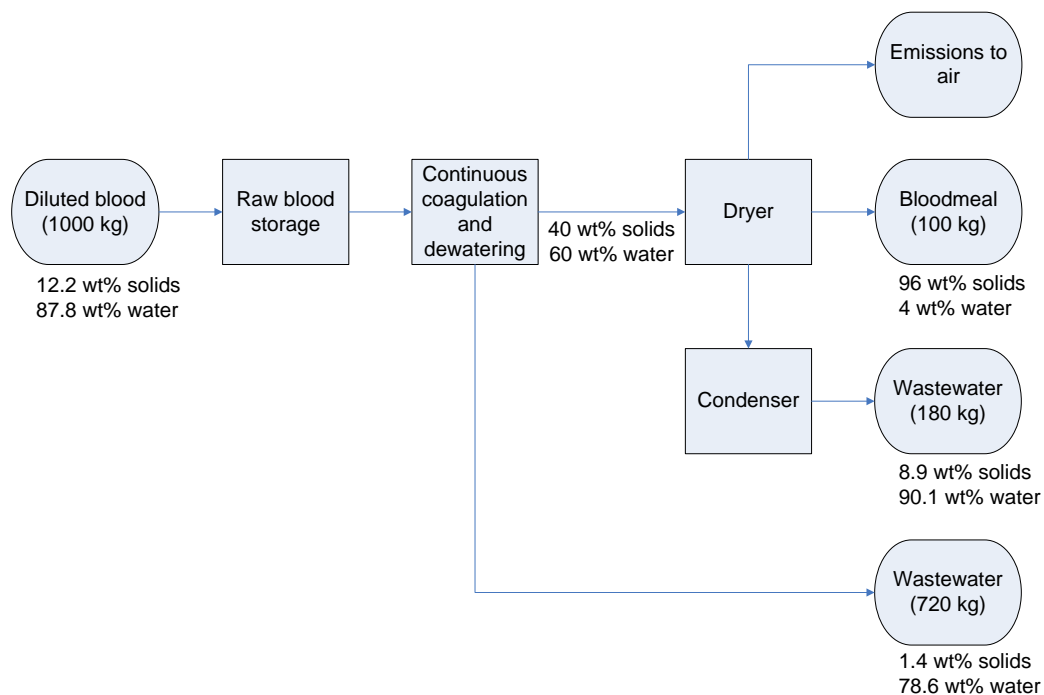 Emissions to
air
Diluted blood
(1000 kg)
12.2 wt% solids
87.8 wt% water
Raw blood
storage
Continuous
coagulation
and
dewatering
40 wt% solids
60 wt% water
Dryer
Bloodmeal
(100 kg)
96 wt% solids
4 wt% water
Condenser
Wastewater
(180 kg)
8.9 wt% solids
90.1 wt% water
Wastewater
(720 kg)
1.4 wt% solids
78.6 wt% water